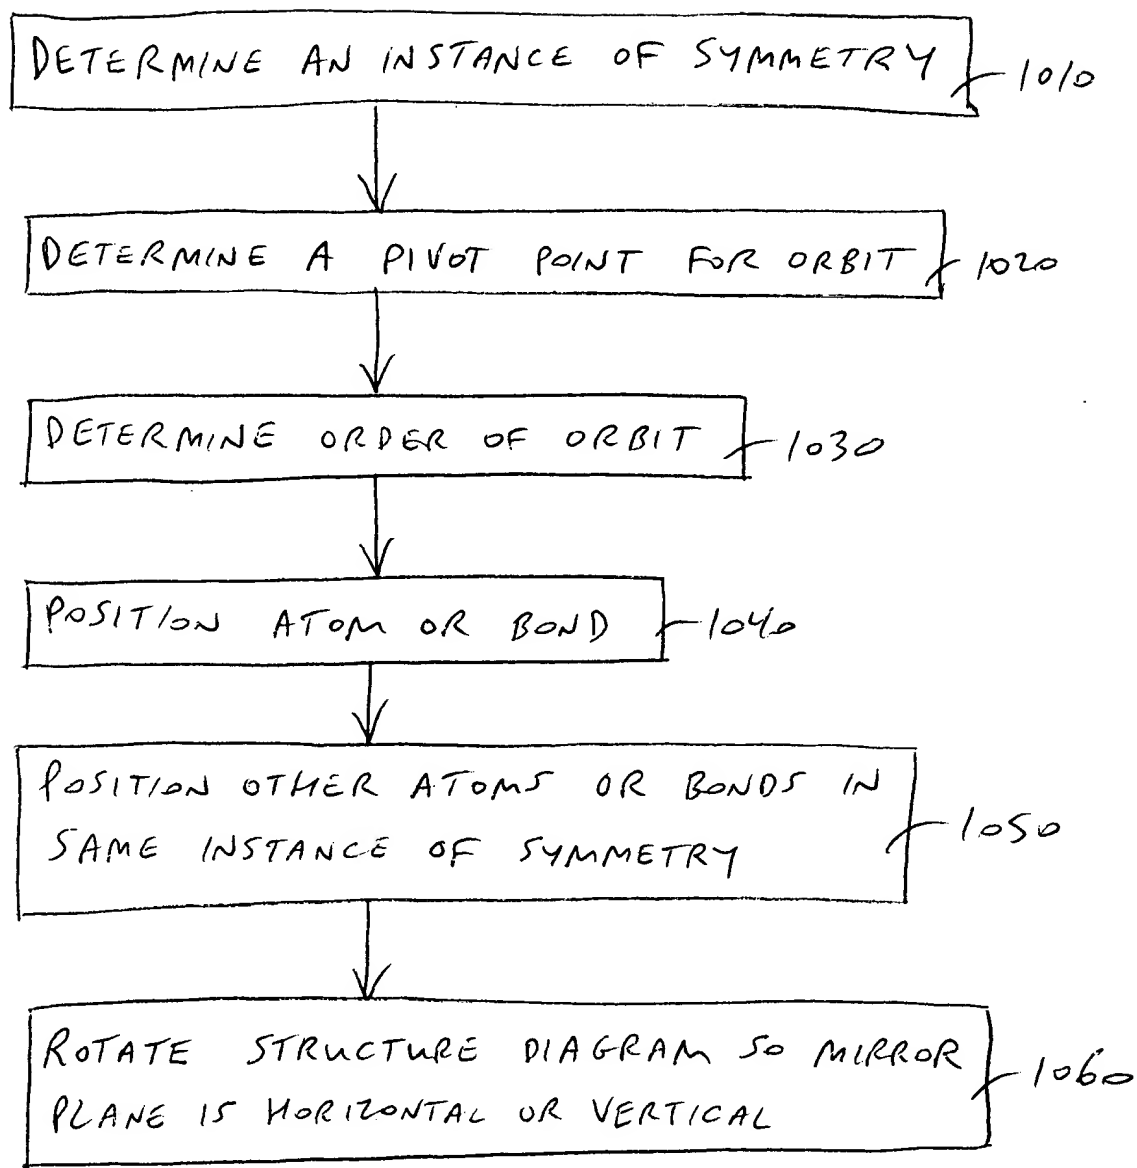 DETERMINE AN INSTANCE OF SYMMETRY 1010
DETERMINE A PIVOT POINT FOR ORBIT 1020
DETERMINE ORDER OF ORBIT 1030
POSITION ATOM OR BOND 1040
POSITION OTHER ATOMS OR BONDS IN
SAME INSTANCE OF SYMMETRY 1050
ROTATE STRUCTURE DIAGRAM SO MIRROR
PLANE IS HORIZONTAL OR VERTICAL 1060